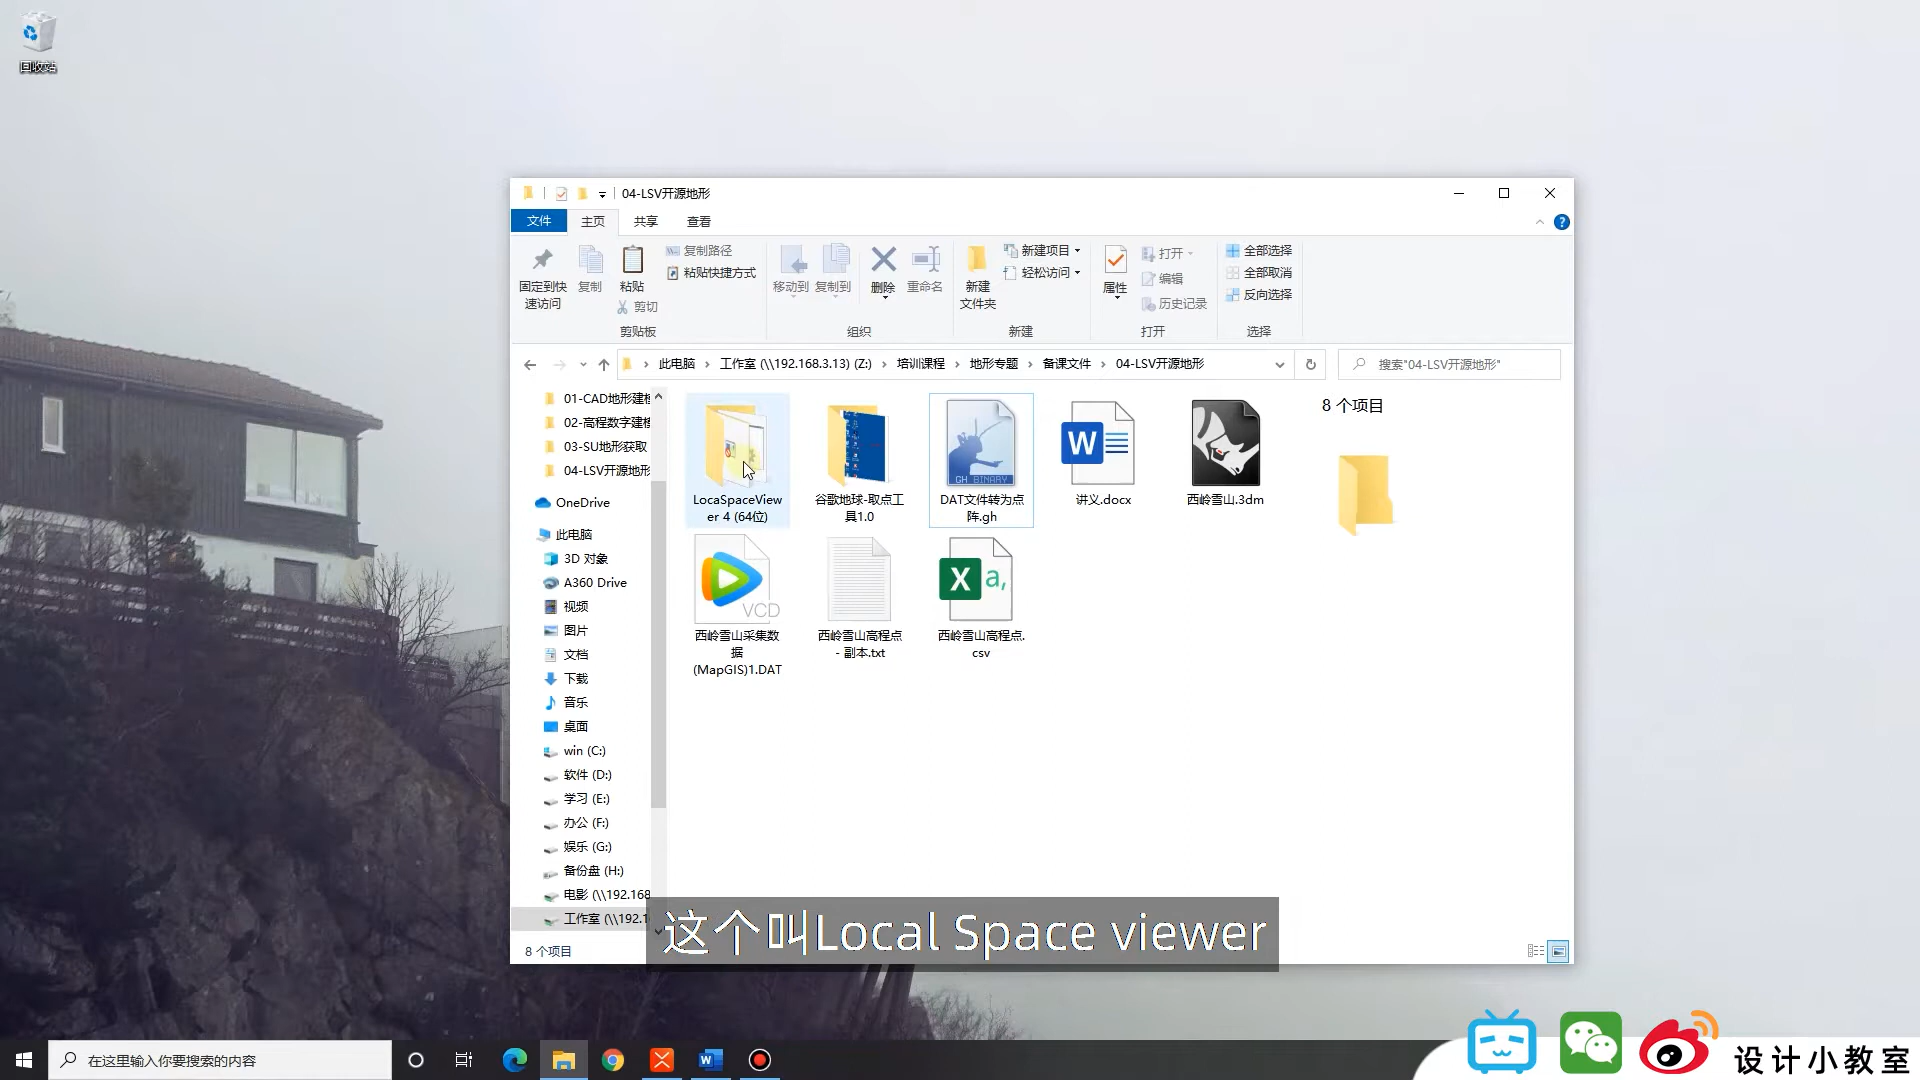 回收站
04-LSV开源地形
文件
主页
共享
查看
固定到快
速访问
复制
粘贴
剪切
复制路径
粘贴快捷方式
剪贴板
移动到
复制到
删除
重命名
组织
新建
文件夹
新建项目
轻松访问
新建
属性
打开
编辑
历史记录
打开
全部选择
全部取消
反向选择
选择
此电脑
工作室 (\\192.168.3.13) (Z:)
培训课程
地形专题
备课文件
04-LSV开源地形
搜索"04-LSV开源地形"
01-CAD地形建模
02-高程数字建模
03-SU地形获取
04-LSV开源地形
OneDrive
此电脑
3D 对象
A360 Drive
视频
图片
文档
下载
音乐
桌面
win (C:)
软件 (D:)
学习 (E:)
办公 (F:)
娱乐 (G:)
备份盘 (H:)
电影 (\\192.168
工作室 (\\192.1
8 个项目
LocaSpaceView
er 4 (64位)
谷歌地球-取点工
具1.0
GH BINARY
DAT文件转为点
阵.gh
W
讲义.docx
西岭雪山.3dm
VCD
西岭雪山采集数
据
(MapGIS)1.DAT
西岭雪山高程点
- 副本.txt
X a,
西岭雪山高程点.
csv
8 个项目
这个叫Local Space viewer
在这里输入你要搜索的内容
设计小教室